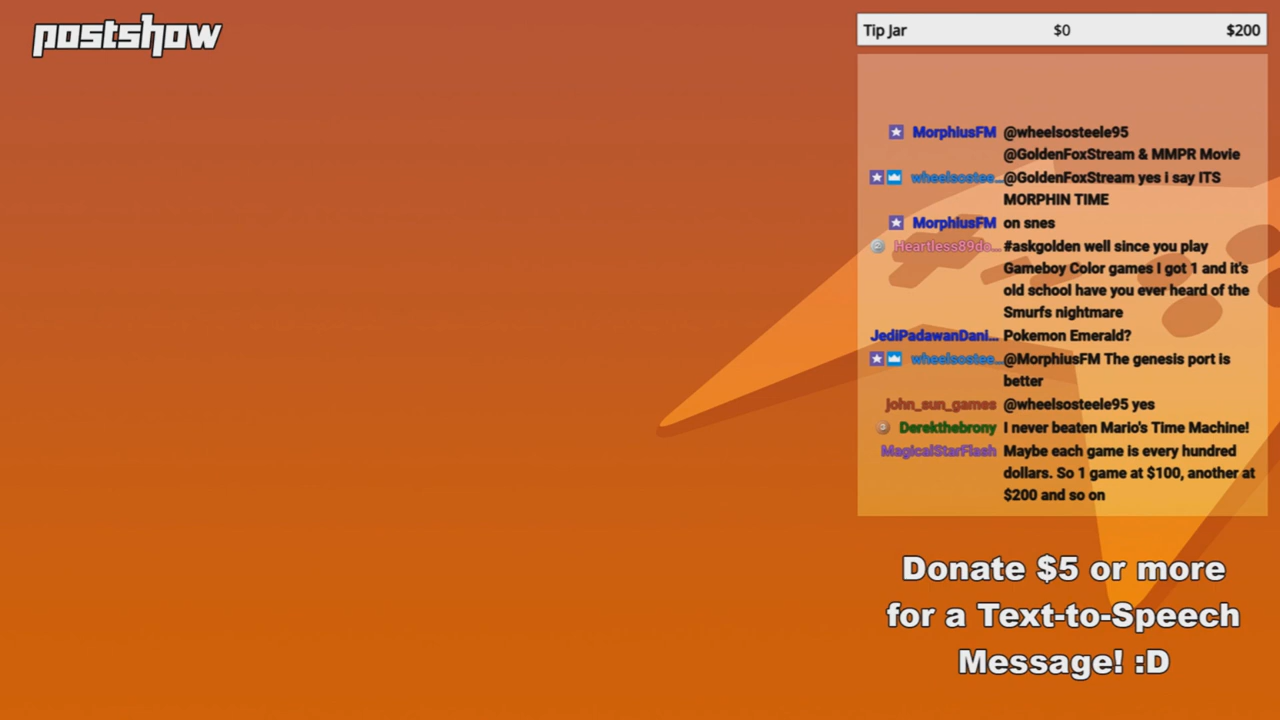 postshow
Tip Jar $0 $200
MorphiusFM @wheelsosteele95
@GoldenFoxStream & MMPR Movie
wheelsostee... @GoldenFoxStream yes i say ITS
MORPHIN TIME
MorphiusFM on snes
Heartless89do... #askgolden well since you play
Gameboy Color games I got 1 and it's
old school have you ever heard of the
Smurfs nightmare
JediPadawanDani... Pokemon Emerald?
wheelsostee... @MorphiusFM The genesis port is
better
john_sun_games @wheelsosteele95 yes
Derekthebrony I never beaten Mario's Time Machine!
MagicalStarFlash Maybe each game is every hundred
dollars. So 1 game at $100, another at
$200 and so on
Donate $5 or more
for a Text-to-Speech
Message! :D